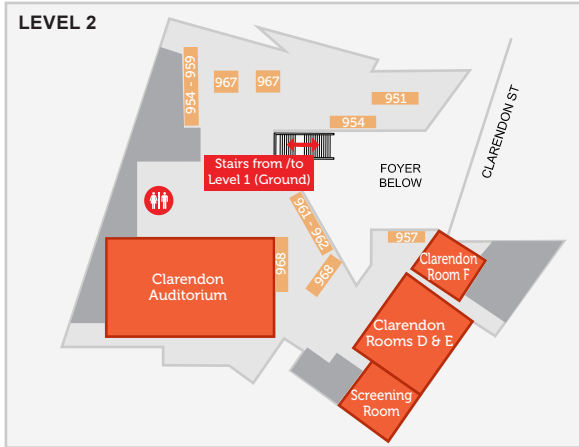 LEVEL 2
954 - 959
967
967
951
954
CLARENDON ST
Stairs from /to
Level 1 (Ground)
FOYER
BELOW
961 - 962
957
968
968
Clarendon
Auditorium
Clarendon
Room F
Clarendon
Rooms D & E
Screening
Room